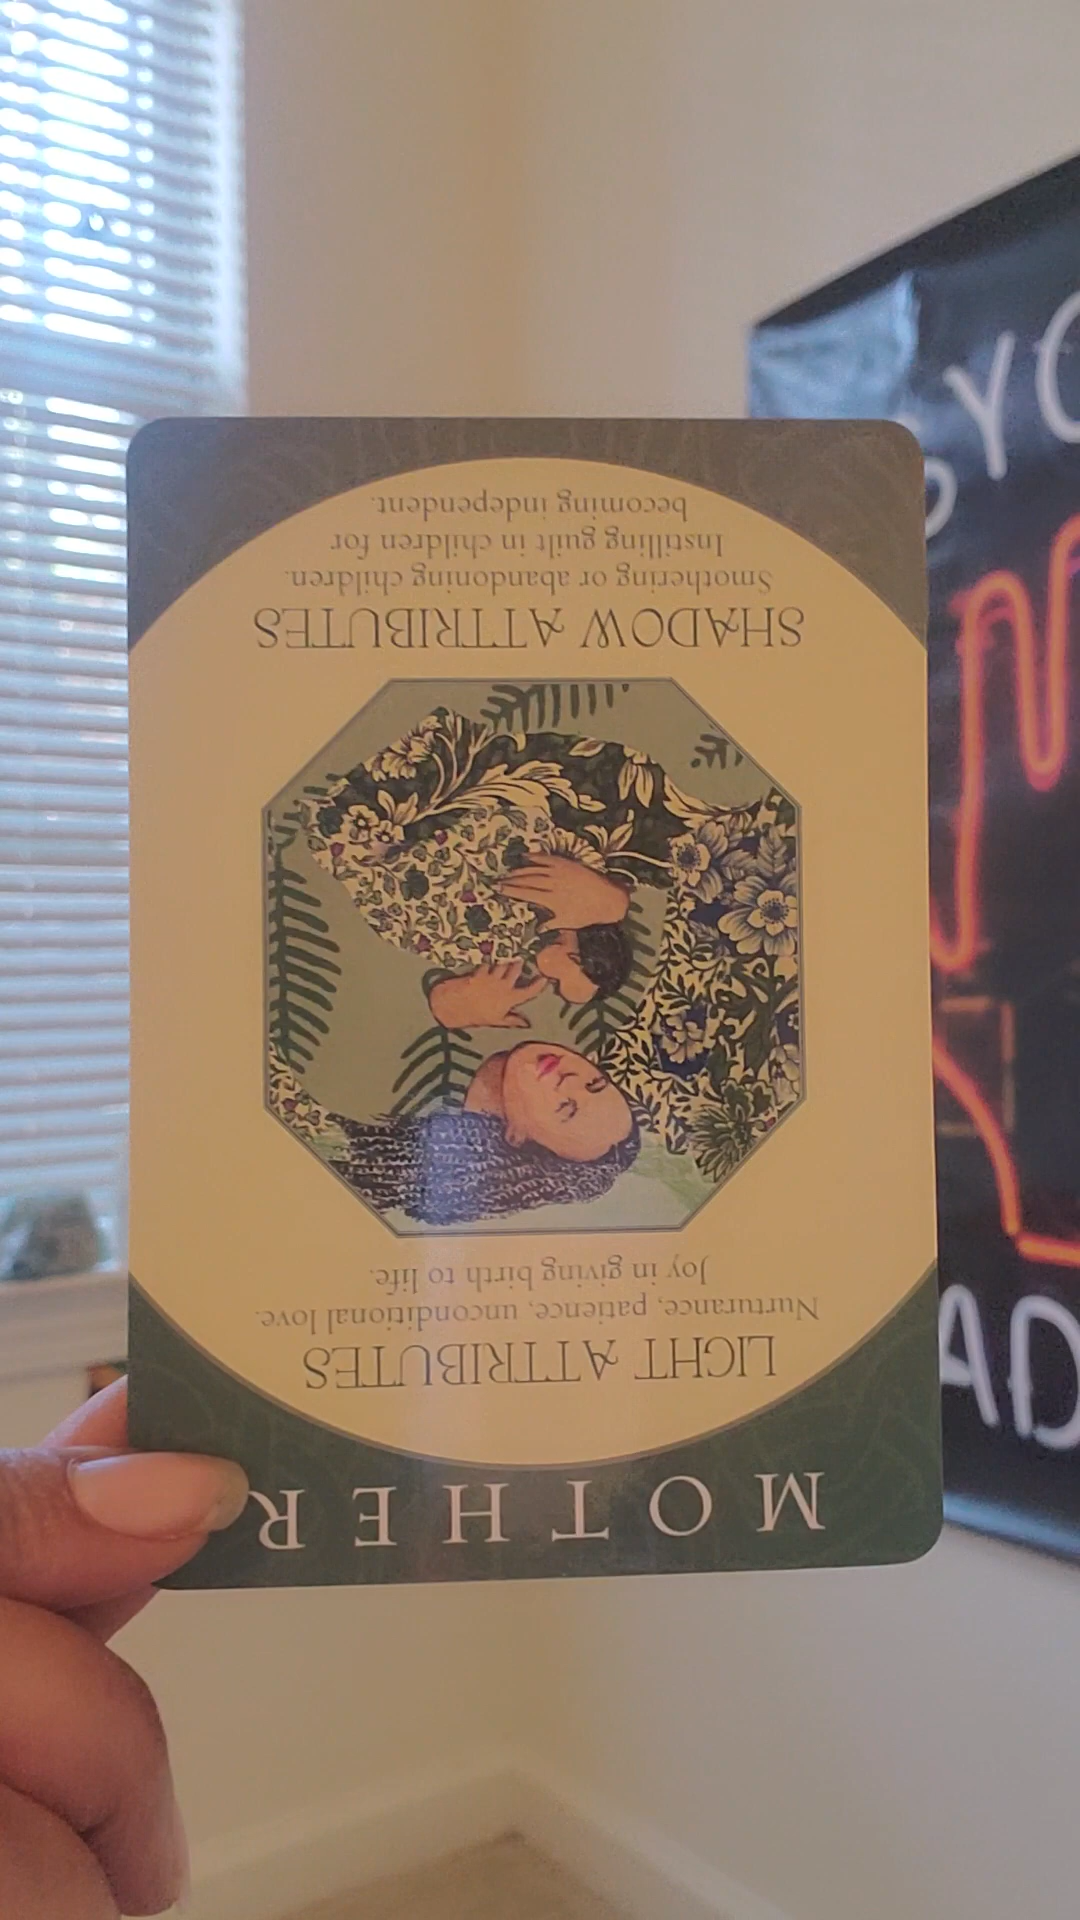 MOTHER
LIGHT ATTRIBUTES
Nurturance, patience, unconditional love.
Joy in giving birth to life.
SHADOW ATTRIBUTES
Smothering or abandoning children.
Instilling guilt in children for
becoming independent.